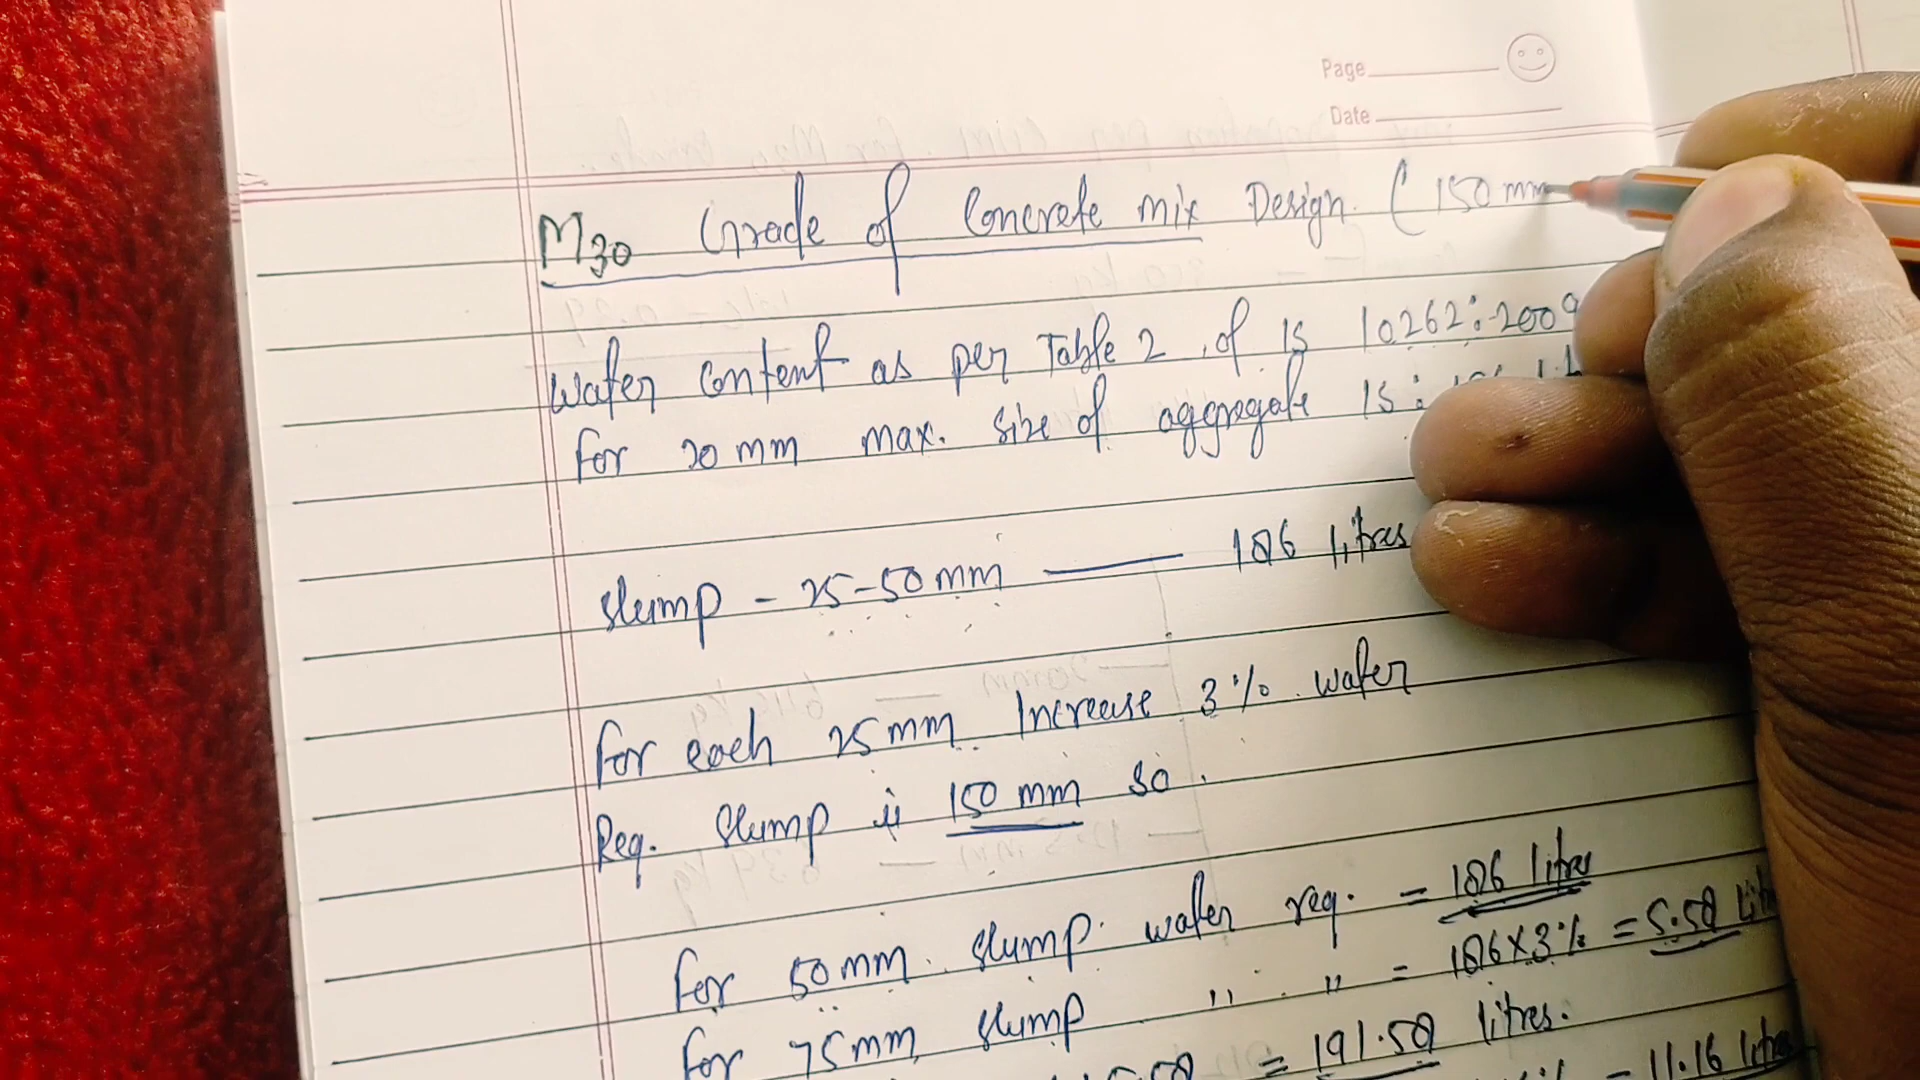 Page
Date
M30 Grade of Concrete mix Design ( 150 mm
Water content as per Table 2 of IS 10262:2009
for 20 mm max. size of aggregate is:
Slump - 25-50 mm — 186 litres
for each 25 mm Increase 3% water
Req. Slump is 150 mm so
for 50 mm slump water req. = 186 litres
for 75 mm slump " " = 186 x 3% = 5.58
= 191.58 litres.
= 11.16